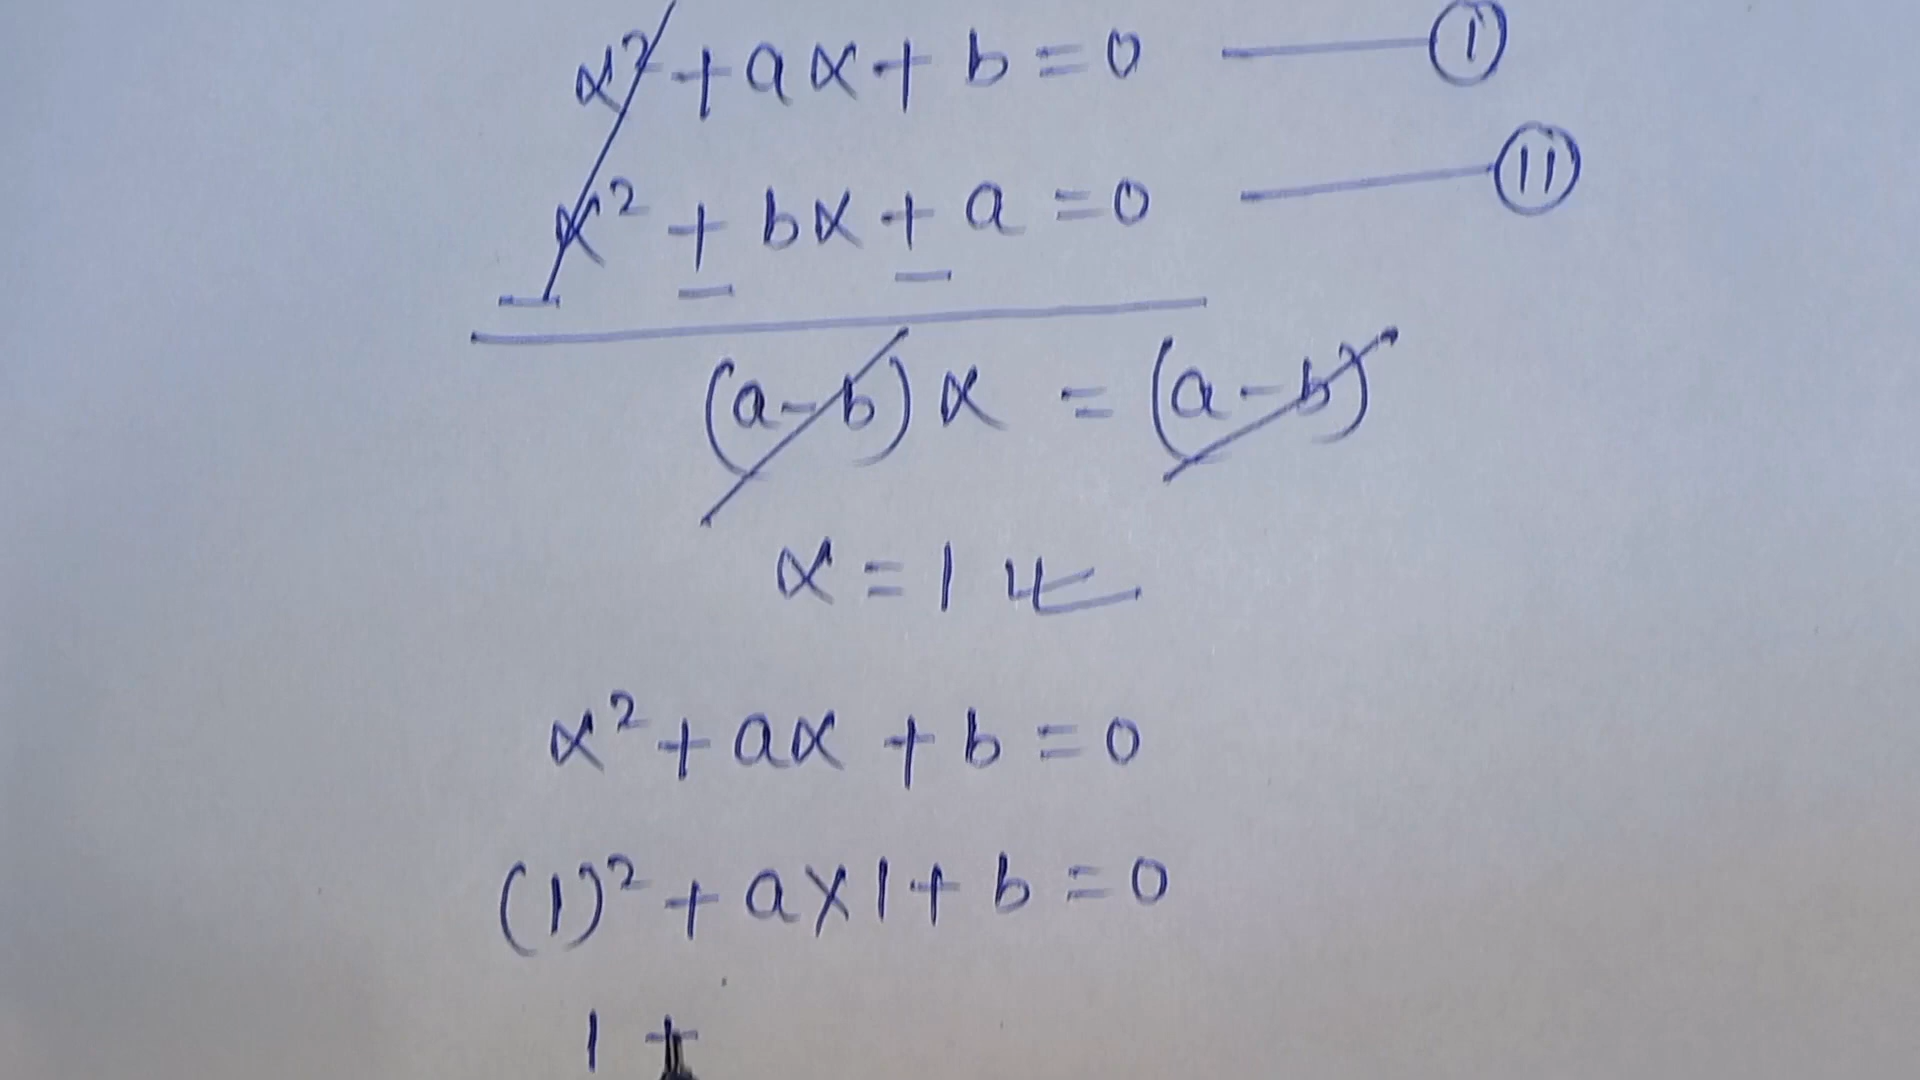 α² + aα + b = 0 —— (I)
α² + bα + a = 0 —— (II)
– – –
(a-b) α = (a-b)
α = 1
α² + aα + b = 0
(1)² + a×1 + b = 0
1 +